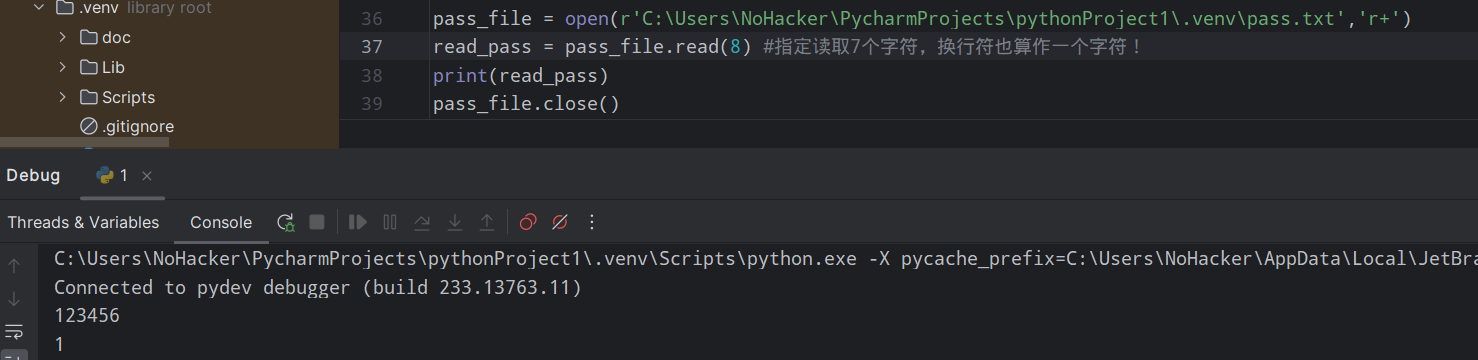 .venv library root
doc
Lib
Scripts
.gitignore
36 pass_file = open(r'C:\Users\NoHacker\PycharmProjects\pythonProject1\.venv\pass.txt','r+')
37 read_pass = pass_file.read(8) #指定读取7个字符，换行符也算作一个字符！
38 print(read_pass)
39 pass_file.close()
Debug 1
Threads & Variables Console
C:\Users\NoHacker\PycharmProjects\pythonProject1\.venv\Scripts\python.exe -X pycache_prefix=C:\Users\NoHacker\AppData\Local\JetBra
Connected to pydev debugger (build 233.13763.11)
123456
1